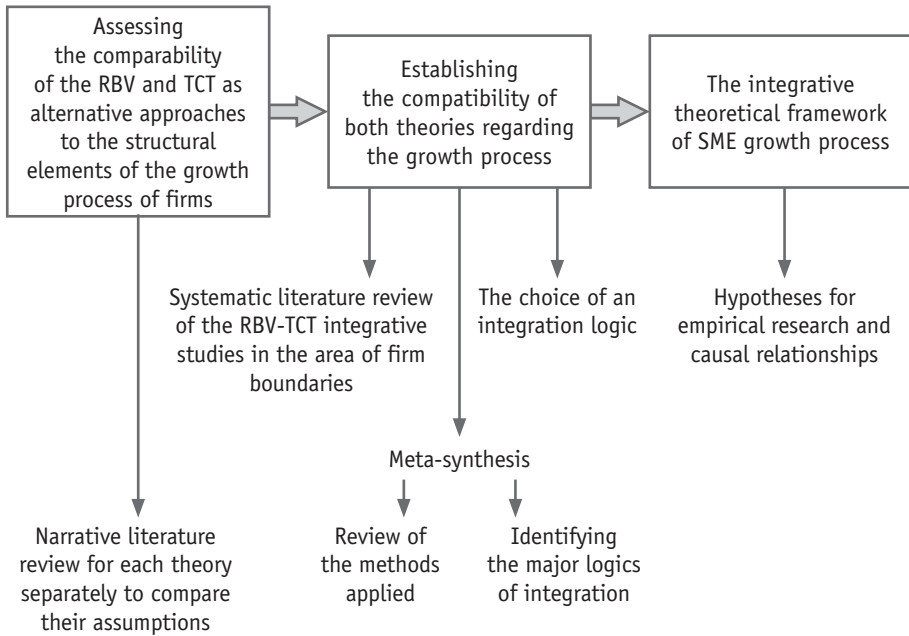 Assessing
the comparability
of the RBV and TCT as
alternative approaches
to the structural
elements of the growth
process of firms
Establishing
the compatibility of
both theories regarding
the growth process
The integrative
theoretical framework
of SME growth process
Systematic literature review
of the RBV-TCT integrative
studies in the area of firm
boundaries
The choice of an
integration logic
Hypotheses for
empirical research and
causal relationships
Meta-synthesis
Narrative literature
review for each theory
separately to compare
their assumptions
Review of
the methods
applied
Identifying
the major logics
of integration